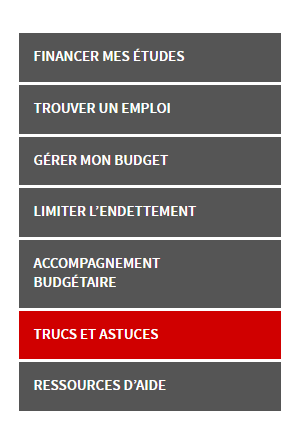 FINANCER MES ÉTUDES
TROUVER UN EMPLOI
GÉRER MON BUDGET
LIMITER L’ENDETTEMENT
ACCOMPAGNEMENT
BUDGÉTAIRE
TRUCS ET ASTUCES
RESSOURCES D’AIDE